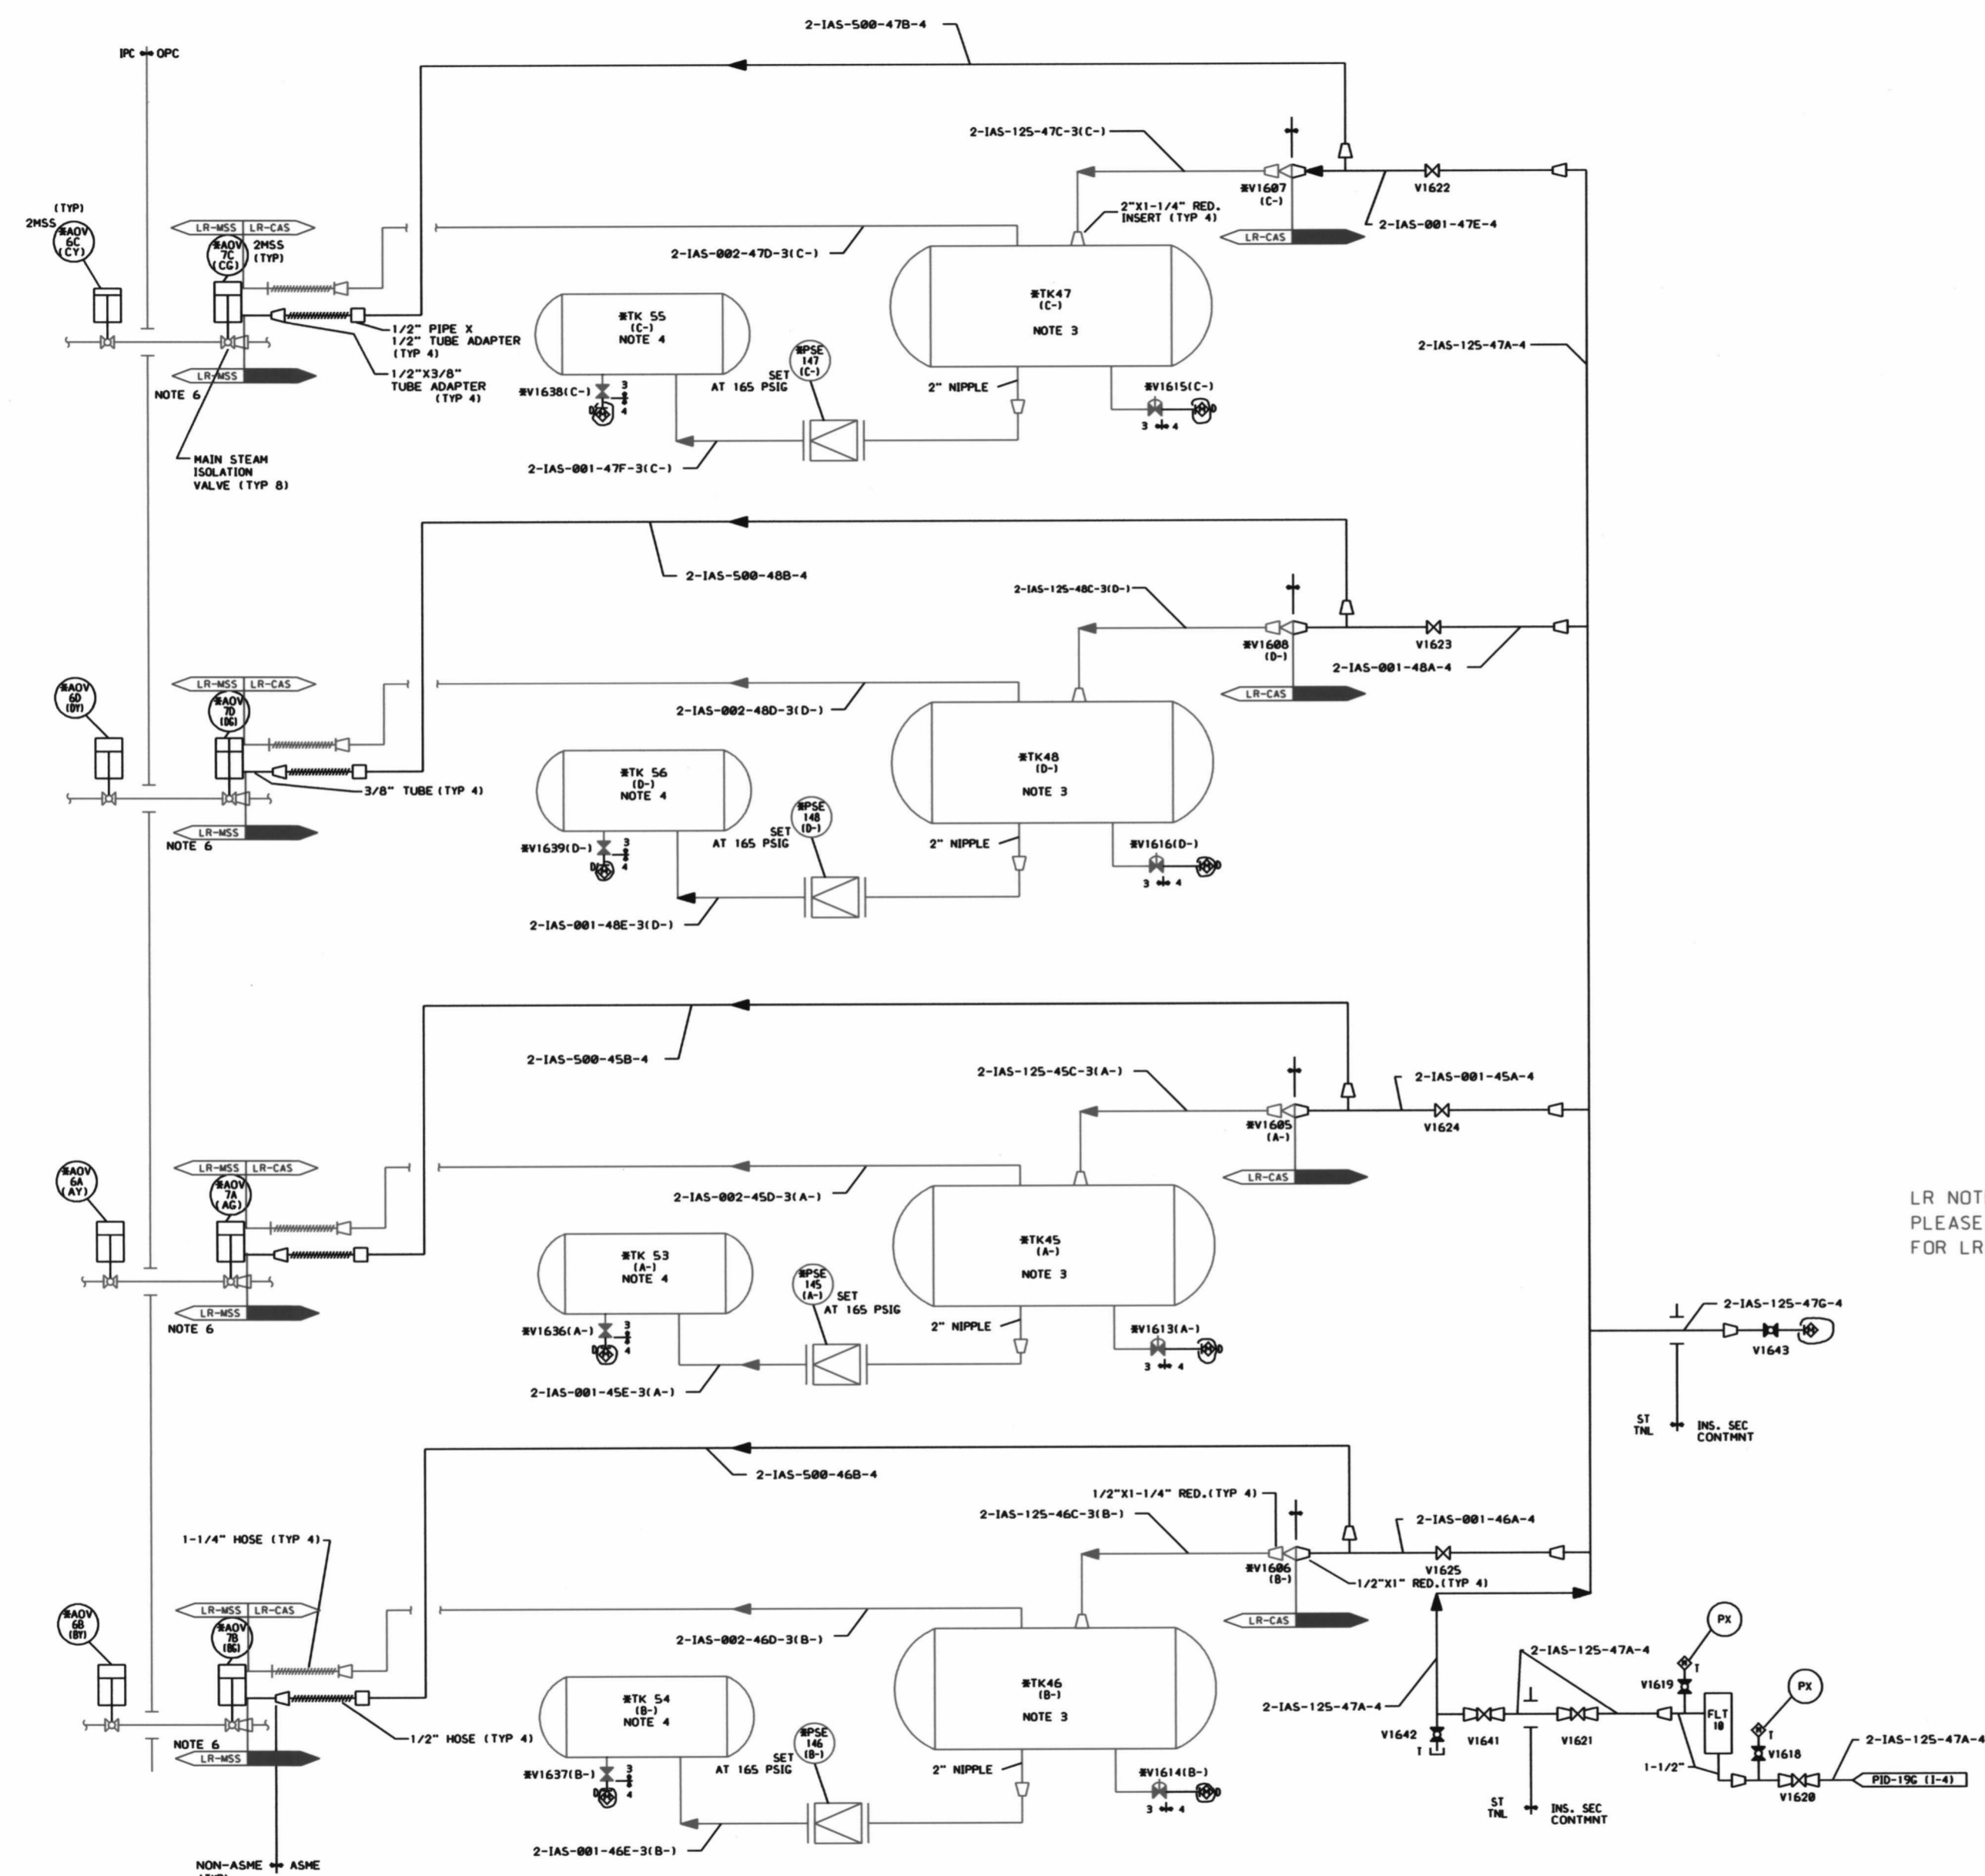 2-IAS-500-47B-4
IPC OPC
2-IAS-125-47C-3(C-)
V1622
*V1607
(C-)
2-IAS-001-47E-4
2"X1-1/4" RED.
INSERT (TYP 4)
LR-CAS
(TYP)
2MSS
*AOV
6C
(CY)
LR-MSS LR-CAS
*AOV
7C
(CG)
2MSS
(TYP)
2-IAS-002-47D-3(C-)
*TK47
(C-)
NOTE 3
*TK 55
(C-)
NOTE 4
1/2" PIPE X
1/2" TUBE ADAPTER
(TYP 4)
1/2"X3/8"
TUBE ADAPTER
(TYP 4)
LR-MSS
NOTE 6
*PSE
147
(C-)
SET
AT 165 PSIG
2" NIPPLE
*V1615(C-)
3 4
D
*V1638(C-)
3
4
D
2-IAS-125-47A-4
2-IAS-001-47F-3(C-)
MAIN STEAM
ISOLATION
VALVE (TYP 8)
2-IAS-500-48B-4
2-IAS-125-48C-3(D-)
V1623
*V1608
(D-)
2-IAS-001-48A-4
LR-CAS
*AOV
6D
(DY)
LR-MSS LR-CAS
*AOV
7D
(DG)
2-IAS-002-48D-3(D-)
*TK48
(D-)
NOTE 3
*TK 56
(D-)
NOTE 4
3/8" TUBE (TYP 4)
LR-MSS
NOTE 6
*PSE
148
(D-)
SET
AT 165 PSIG
2" NIPPLE
*V1616(D-)
3 4
D
*V1639(D-)
3
4
D
2-IAS-001-48E-3(D-)
2-IAS-500-45B-4
2-IAS-125-45C-3(A-)
2-IAS-001-45A-4
V1624
*V1605
(A-)
LR-CAS
*AOV
6A
(AY)
LR-MSS LR-CAS
*AOV
7A
(AG)
2-IAS-002-45D-3(A-)
*TK45
(A-)
NOTE 3
*TK 53
(A-)
NOTE 4
LR-MSS
NOTE 6
*PSE
145
(A-)
SET
AT 165 PSIG
2" NIPPLE
*V1613(A-)
3 4
D
*V1636(A-)
3
4
D
2-IAS-001-45E-3(A-)
LR NOT
PLEASE
FOR LR
2-IAS-125-47G-4
V1643
ST
TNL
INS. SEC
CONTMNT
2-IAS-500-46B-4
1/2"X1-1/4" RED.(TYP 4)
2-IAS-125-46C-3(B-)
2-IAS-001-46A-4
V1625
*V1606
(B-)
1/2"X1" RED.(TYP 4)
LR-CAS
1-1/4" HOSE (TYP 4)
*AOV
6B
(BY)
LR-MSS LR-CAS
*AOV
7B
(BG)
2-IAS-002-46D-3(B-)
*TK46
(B-)
NOTE 3
*TK 54
(B-)
NOTE 4
1/2" HOSE (TYP 4)
NOTE 6
LR-MSS
*PSE
146
(B-)
SET
AT 165 PSIG
2" NIPPLE
*V1614(B-)
3 4
D
*V1637(B-)
3
4
D
2-IAS-001-46E-3(B-)
NON-ASME ASME
PX
PX
2-IAS-125-47A-4
V1619
T
2-IAS-125-47A-4
FLT
10
T
V1642
T
V1641
V1621
V1618
2-IAS-125-47A-4
1-1/2"
PID-19G (I-4)
V1620
ST
TNL
INS. SEC
CONTMNT